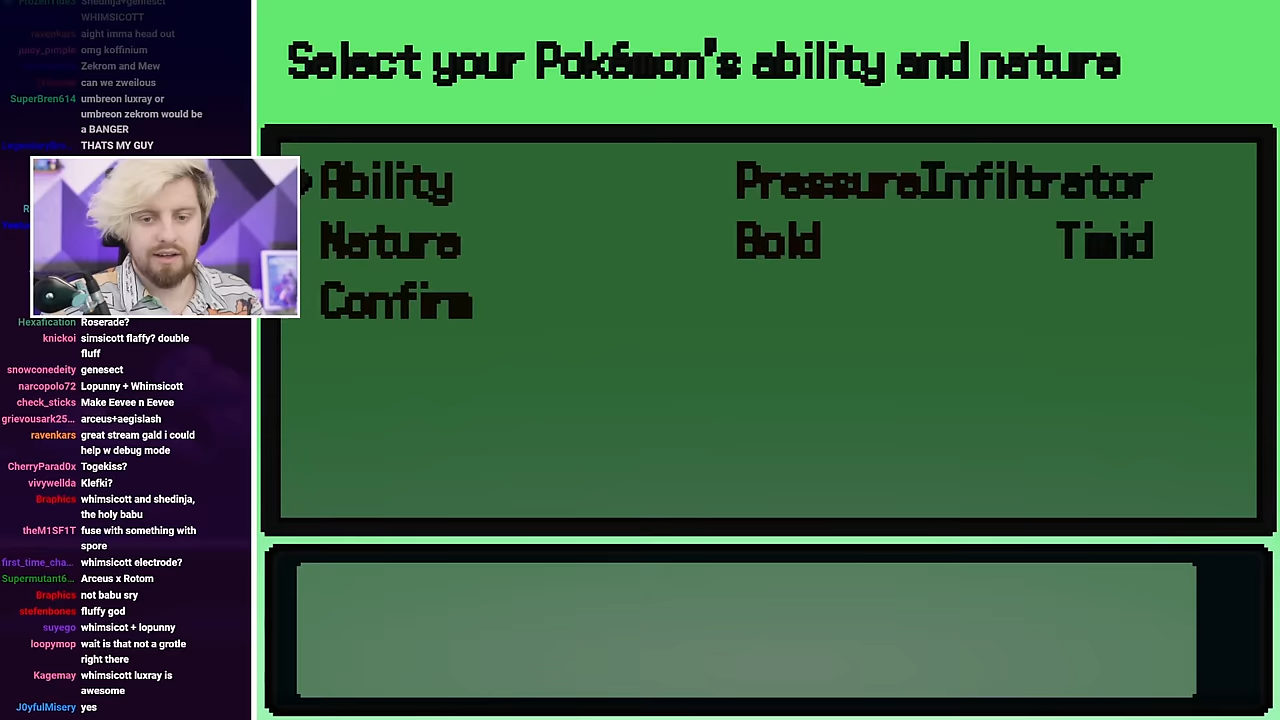 Shedinja+geniesct
WHIMSICOTT
ravenkars aight imma head out
juicy_pimple omg koffinium
Zekrom and Mew
can we zweilous
SuperBren614 umbreon luxray or
umbreon zekrom would be
a BANGER
THATS MY GUY
R
Hexafication Roserade?
knickoi simsicott flaffy? double
fluff
snowconedeity genesect
narcopolo72 Lopunny + Whimsicott
check_sticks Make Eevee n Eevee
grievousark25... arceus+aegislash
ravenkars great stream gald i could
help w debug mode
CherryParad0x Togekiss?
vivywellda Klefki?
Braphics whimsicott and shedinja,
the holy babu
theM1SF1T fuse with something with
spore
first_time_cha... whimsicott electrode?
Supermutant6... Arceus x Rotom
Braphics not babu sry
stefenbones fluffy god
suyego whimsicot + lopunny
loopymop wait is that not a grotle
right there
Kagemay whimsicott luxray is
awesome
J0yfulMisery yes
Select your Pokémon's ability and nature
Ability PressureInfiltrator
Nature Bold Timid
Confirm